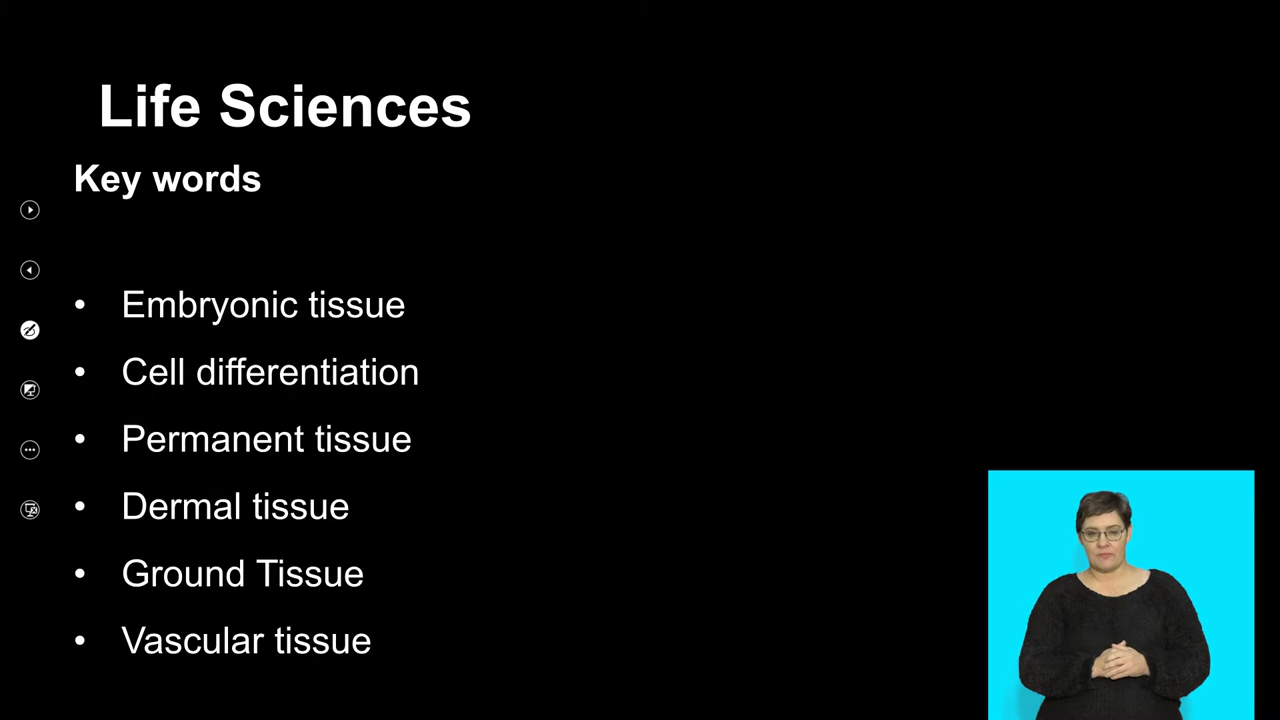 Life Sciences
Key words
• Embryonic tissue
• Cell differentiation
• Permanent tissue
• Dermal tissue
• Ground Tissue
• Vascular tissue